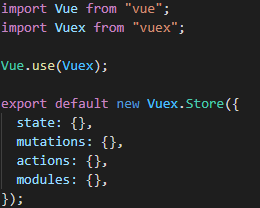 import Vue from "vue";
import Vuex from "vuex";

Vue.use(Vuex);

export default new Vuex.Store({
  state: {},
  mutations: {},
  actions: {},
  modules: {},
});